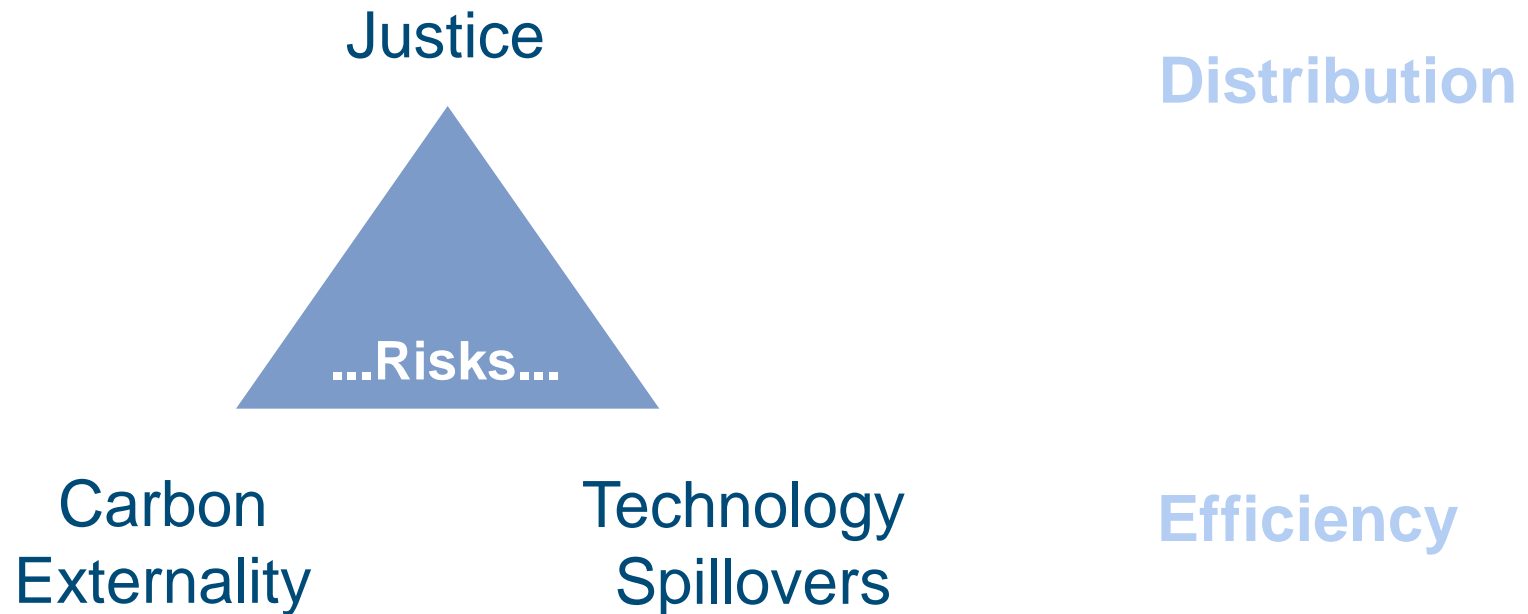 Justice
Distribution
...Risks...
Carbon
Externality
Technology
Spillovers
Efficiency